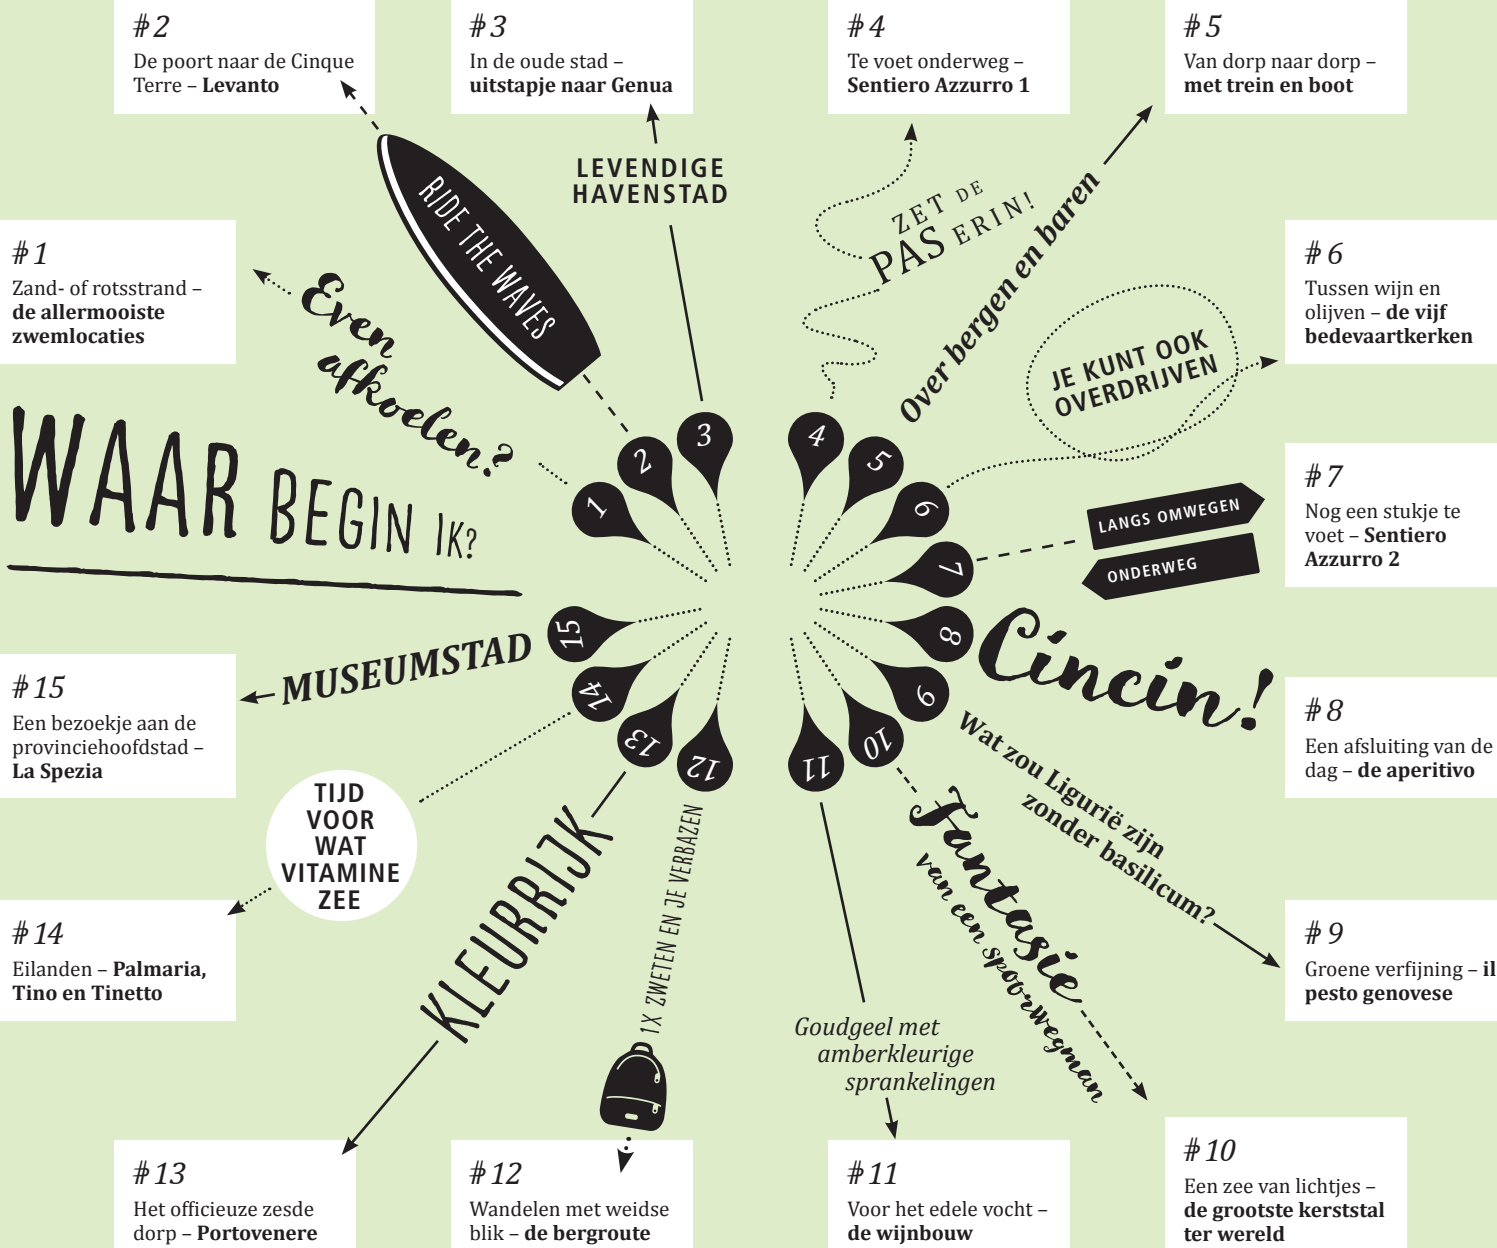 #2
De poort naar de Cinque
Terre – Levanto
#3
In de oude stad –
uitstapje naar Genua
#4
Te voet onderweg –
Sentiero Azzurro 1
#5
Van dorp naar dorp –
met trein en boot
#1
Zand- of rotsstrand –
de allermooiste
zwemlocaties
Even
afkoelen?
RIDE THE WAVES
LEVENDIGE
HAVENSTAD
ZET DE
PAS ERIN!
Over bergen en baren
JE KUNT OOK
OVERDRIJVEN
#6
Tussen wijn en
olijven – de vijf
bedevaartkerken
WAAR BEGIN IK?
1
2
3
4
5
6
7
8
9
10
11
12
13
14
15
LANGS OMWEGEN
ONDERWEG
#7
Nog een stukje te
voet – Sentiero
Azzurro 2
MUSEUMSTAD
Cincin!
#15
Een bezoekje aan de
provinciehoofdstad –
La Spezia
#8
Een afsluiting van de
dag – de aperitivo
TIJD
VOOR
WAT
VITAMINE
ZEE
KLEURRIJK
1X ZWETEN EN JE VERBAZEN
Goudgeel met
amberkleurige
sprankelingen
Fantasie
van een spoorwegman
Wat zou Ligurië zijn
zonder basilicum?
#14
Eilanden – Palmaria,
Tino en Tinetto
#9
Groene verfijning – il
pesto genovese
#13
Het officieuze zesde
dorp – Portovenere
#12
Wandelen met weidse
blik – de bergroute
#11
Voor het edele vocht –
de wijnbouw
#10
Een zee van lichtjes –
de grootste kerststal
ter wereld